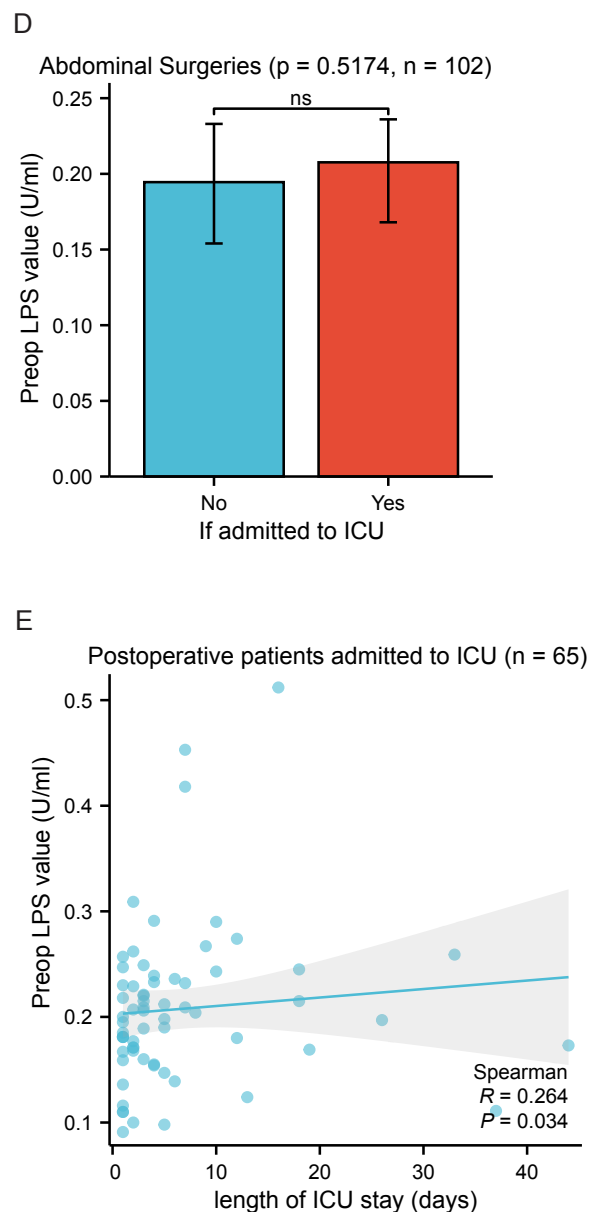 D
Abdominal Surgeries (p = 0.5174, n = 102)
ns
0.25
0.20
0.15
0.10
0.05
0.00
Preop LPS value (U/ml)
No Yes
If admitted to ICU
E
Postoperative patients admitted to ICU (n = 65)
0.5
0.4
0.3
0.2
0.1
Preop LPS value (U/ml)
Spearman
R = 0.264
P = 0.034
0 10 20 30 40
length of ICU stay (days)